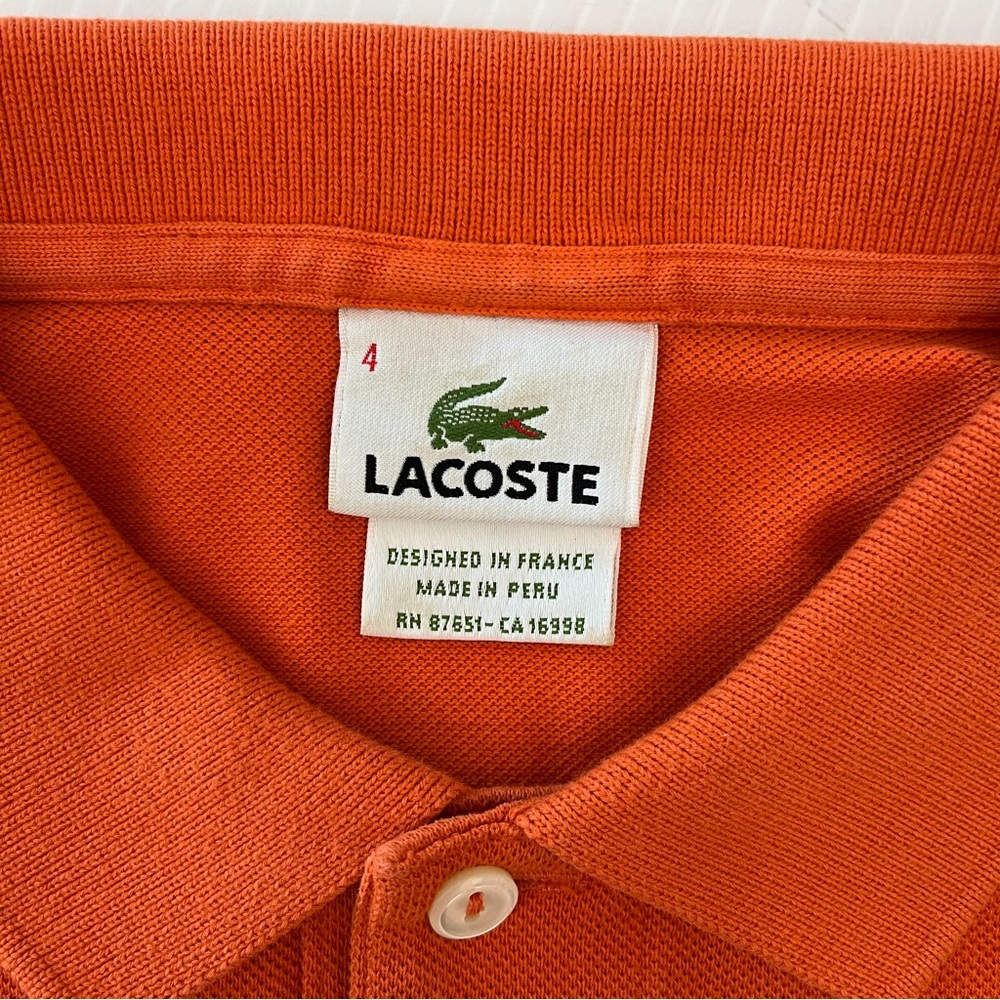 4
LACOSTE
DESIGNED IN FRANCE
MADE IN PERU
RN 87651-CA 16998